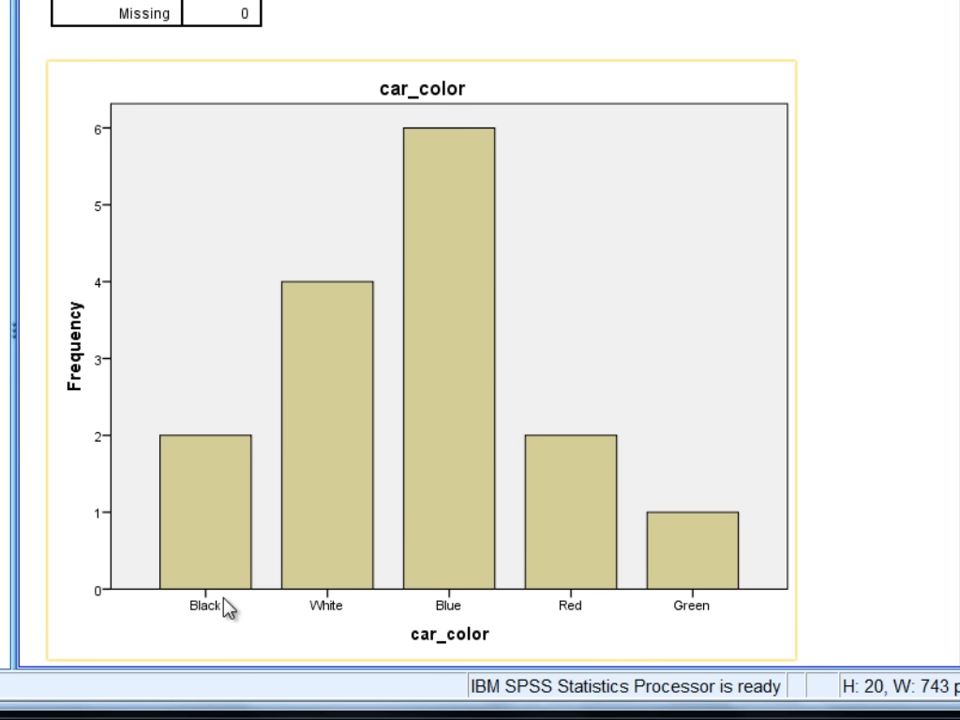 Missing 0
car_color
6
5
4
3
2
1
0
Frequency
Black White Blue Red Green
car_color
IBM SPSS Statistics Processor is ready H: 20, W: 743 p